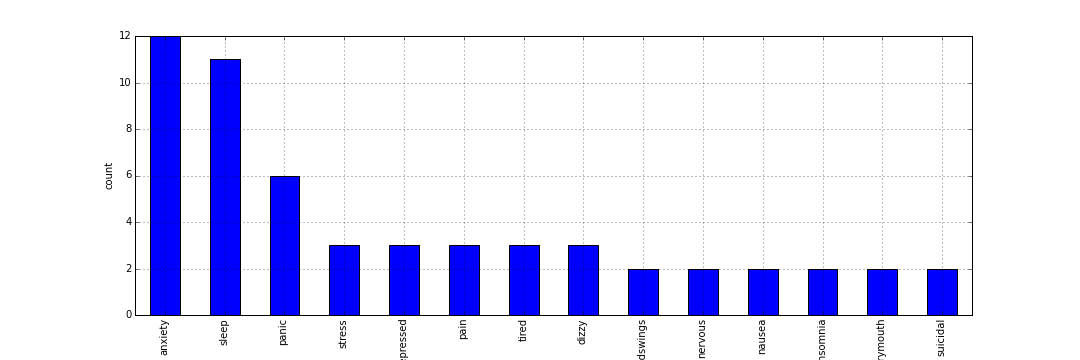 12
10
8
6
4
2
0
count
anxiety
sleep
panic
stress
epressed
pain
tired
dizzy
dswings
nervous
nausea
nsomnia
rymouth
suicidal